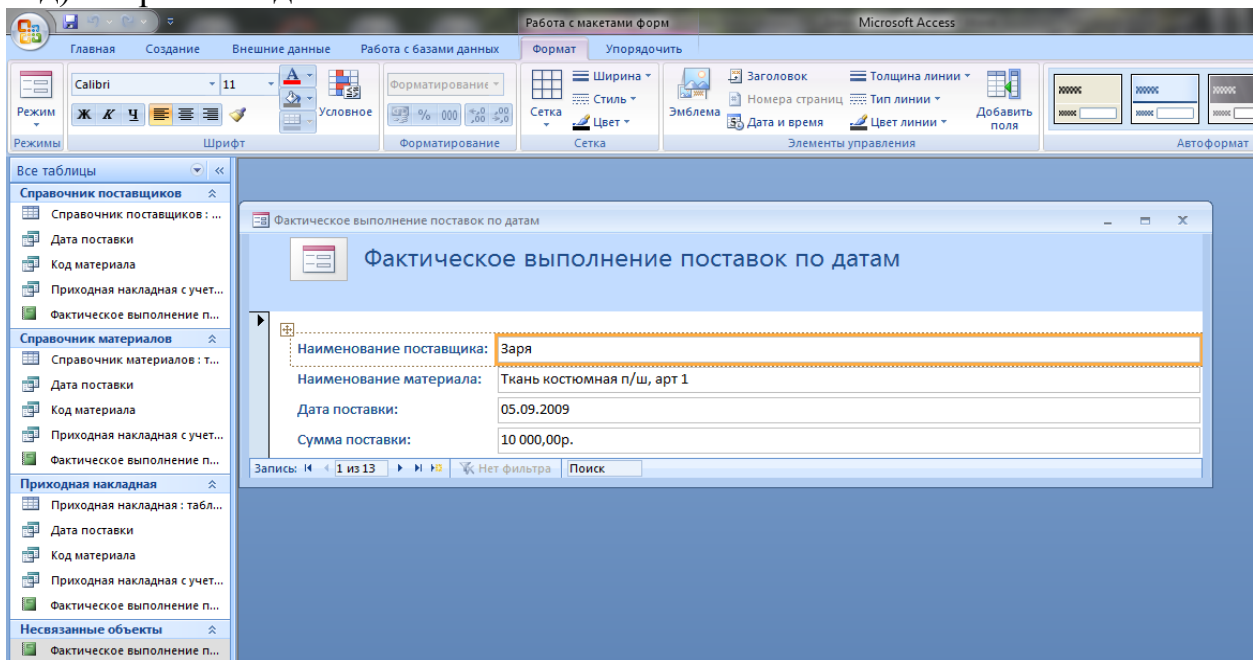 Работа с макетами форм Microsoft Access
Главная Создание Внешние данные Работа с базами данных Формат Упорядочить
Calibri 11 Форматирование Ширина Заголовок Толщина линии
Стиль Номера страниц Тип линии
Режим Ж К Ч Условное % 000 Сетка Цвет Эмблема Дата и время Цвет линии Добавить поля
Режимы Шрифт Форматирование Сетка Элементы управления Автоформат
Все таблицы
Справочник поставщиков
Справочник поставщиков : ...
Дата поставки
Код материала
Приходная накладная с учет...
Фактическое выполнение п...
Справочник материалов
Справочник материалов : т...
Дата поставки
Код материала
Приходная накладная с учет...
Фактическое выполнение п...
Приходная накладная
Приходная накладная : табл...
Дата поставки
Код материала
Приходная накладная с учет...
Фактическое выполнение п...
Несвязанные объекты
Фактическое выполнение п...
Фактическое выполнение поставок по датам
Фактическое выполнение поставок по датам
Наименование поставщика: Заря
Наименование материала: Ткань костюмная п/ш, арт 1
Дата поставки: 05.09.2009
Сумма поставки: 10 000,00р.
Запись: 1 из 13 Нет фильтра Поиск